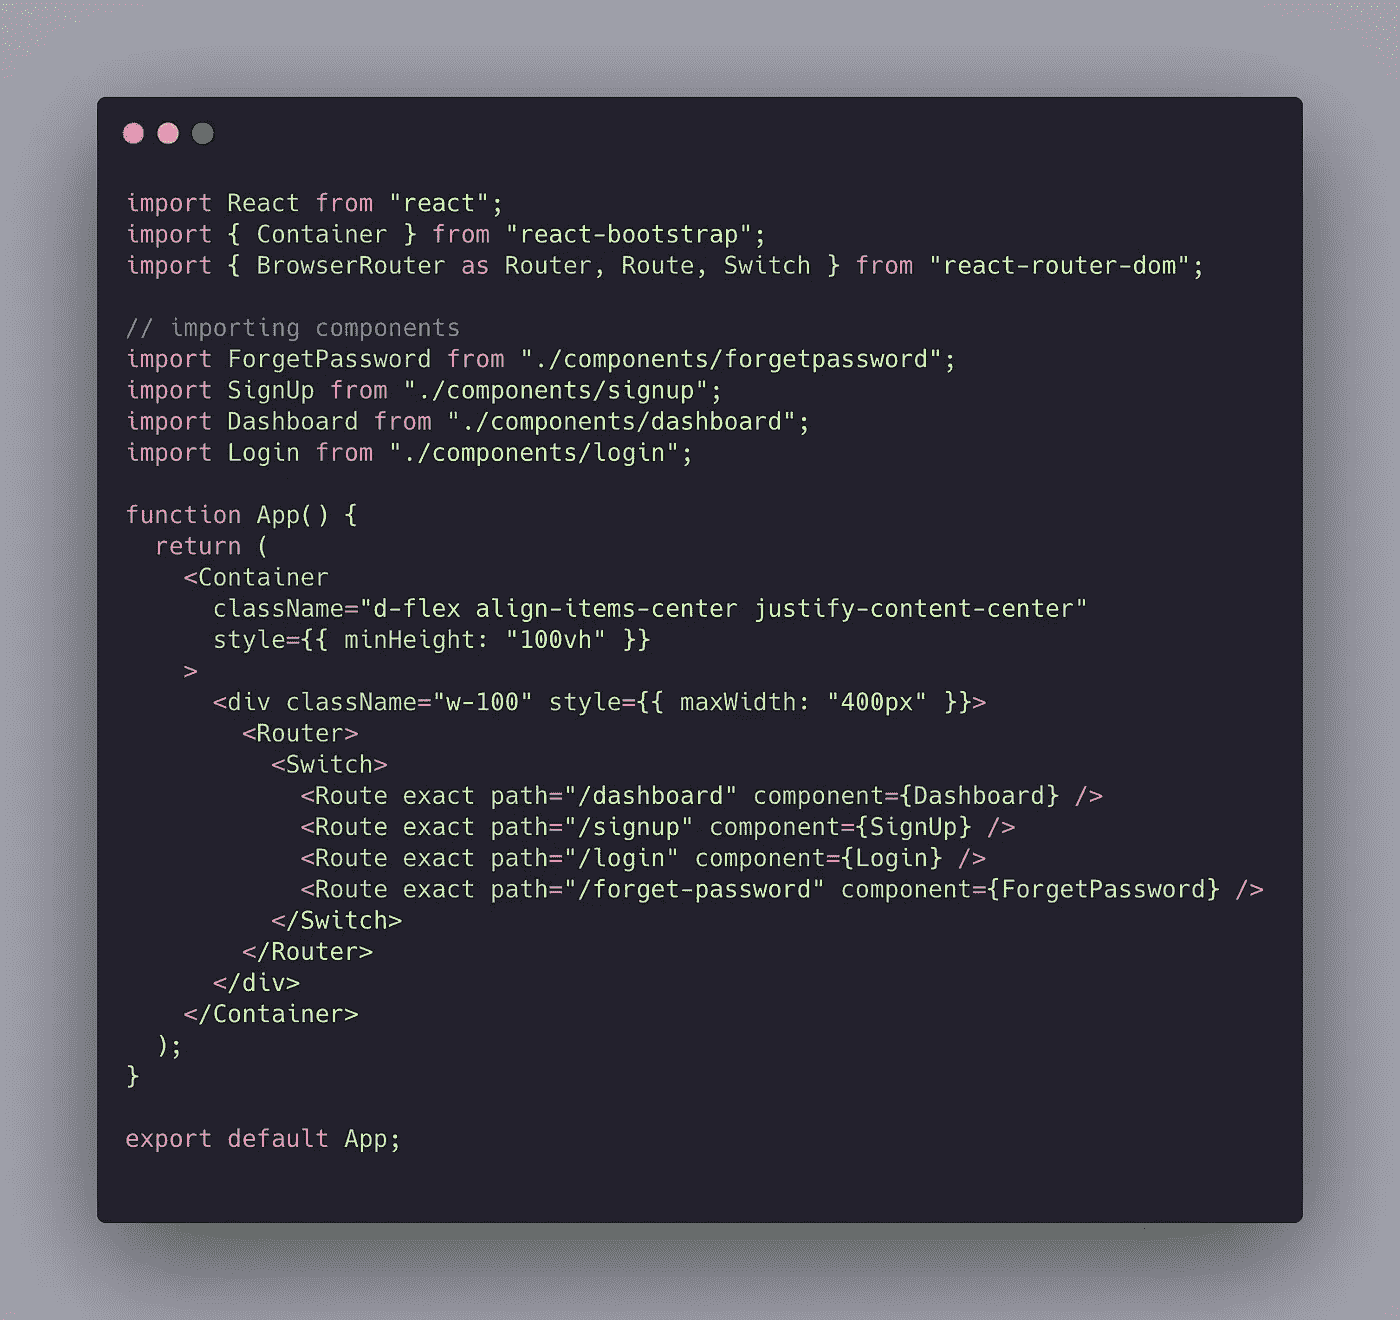 import React from "react";
import { Container } from "react-bootstrap";
import { BrowserRouter as Router, Route, Switch } from "react-router-dom";

// importing components
import ForgetPassword from "./components/forgetpassword";
import SignUp from "./components/signup";
import Dashboard from "./components/dashboard";
import Login from "./components/login";

function App() {
  return (
    <Container
      className="d-flex align-items-center justify-content-center"
      style={{ minHeight: "100vh" }}
    >
      <div className="w-100" style={{ maxWidth: "400px" }}>
        <Router>
          <Switch>
            <Route exact path="/dashboard" component={Dashboard} />
            <Route exact path="/signup" component={SignUp} />
            <Route exact path="/login" component={Login} />
            <Route exact path="/forget-password" component={ForgetPassword} />
          </Switch>
        </Router>
      </div>
    </Container>
  );
}

export default App;